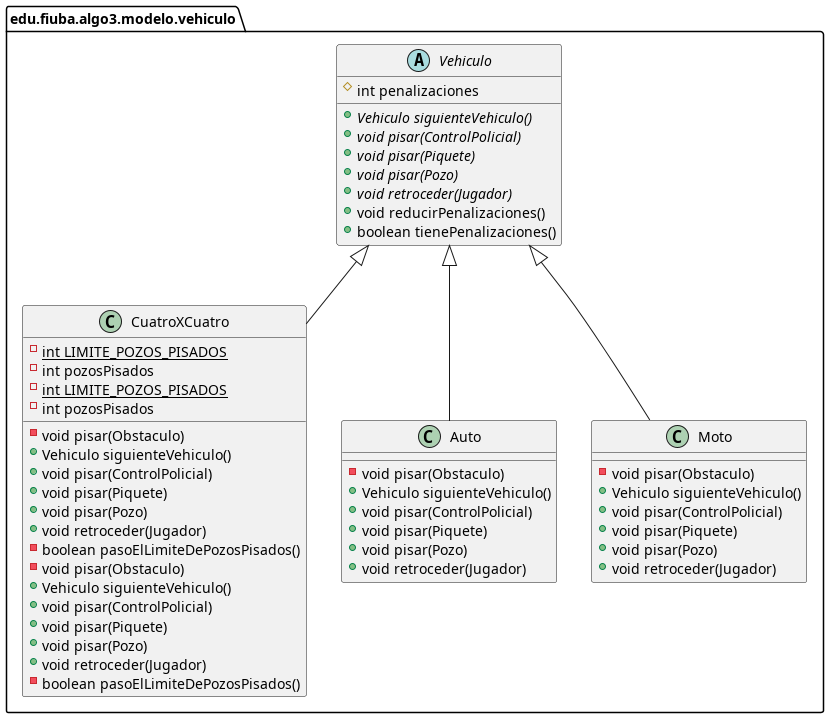 edu.fiuba.algo3.modelo.vehiculo
A Vehiculo
int penalizaciones
Vehiculo siguienteVehiculo()
void pisar(ControlPolicial)
void pisar(Piquete)
void pisar(Pozo)
void retroceder(Jugador)
void reducirPenalizaciones()
boolean tienePenalizaciones()
C CuatroXCuatro
int LIMITE_POZOS_PISADOS
int pozosPisados
int LIMITE_POZOS_PISADOS
int pozosPisados
void pisar(Obstaculo)
Vehiculo siguienteVehiculo()
void pisar(ControlPolicial)
void pisar(Piquete)
void pisar(Pozo)
void retroceder(Jugador)
boolean pasoElLimiteDePozosPisados()
void pisar(Obstaculo)
Vehiculo siguienteVehiculo()
void pisar(ControlPolicial)
void pisar(Piquete)
void pisar(Pozo)
void retroceder(Jugador)
boolean pasoElLimiteDePozosPisados()
C Auto
void pisar(Obstaculo)
Vehiculo siguienteVehiculo()
void pisar(ControlPolicial)
void pisar(Piquete)
void pisar(Pozo)
void retroceder(Jugador)
C Moto
void pisar(Obstaculo)
Vehiculo siguienteVehiculo()
void pisar(ControlPolicial)
void pisar(Piquete)
void pisar(Pozo)
void retroceder(Jugador)